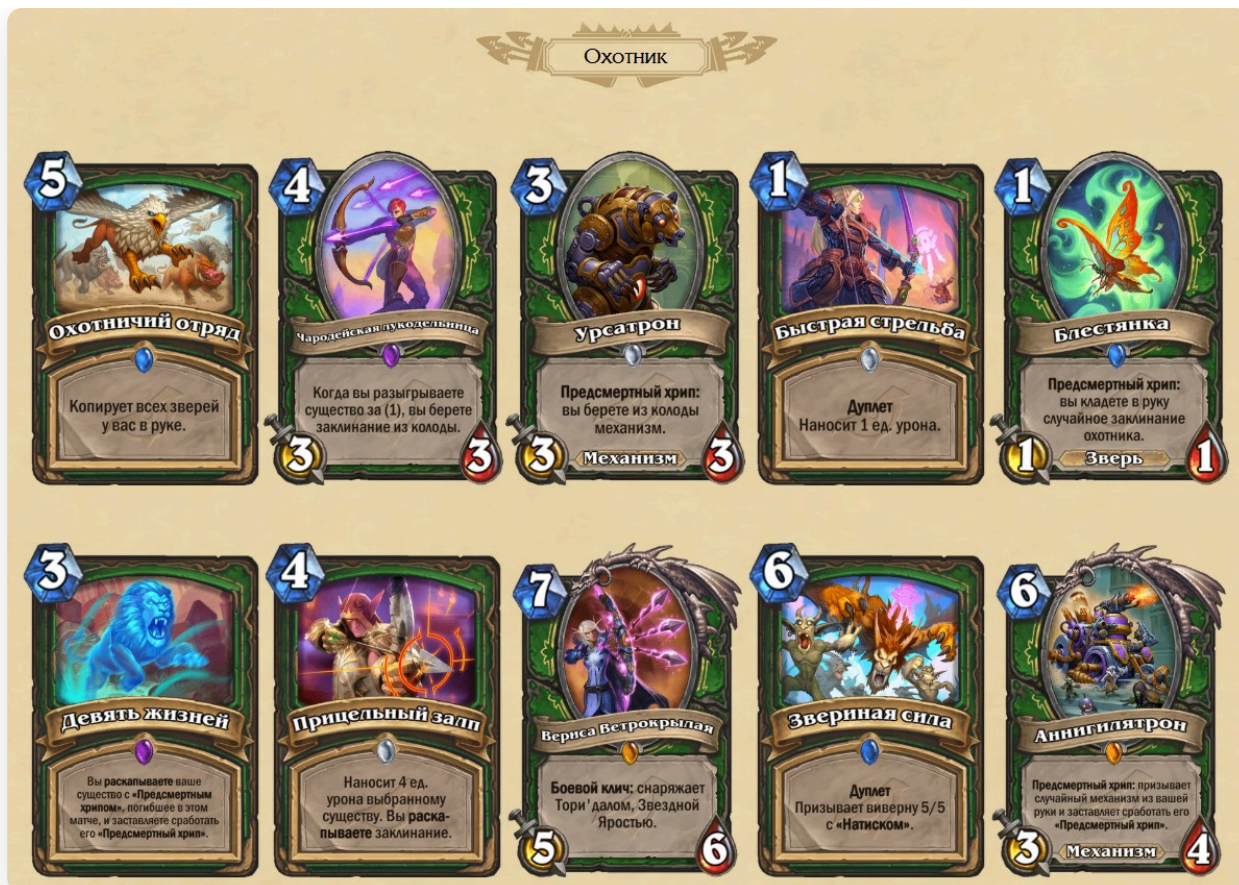 Охотник
5
Охотничий отряд
Копирует всех зверей
у вас в руке.
4
Чародейская лукодельница
Когда вы разыгрываете
существо за (1), вы берете
заклинание из колоды.
3
3
3
Урсатрон
Предсмертный хрип:
вы берете из колоды
механизм.
3
Механизм
3
1
Быстрая стрельба
Дуплет
Наносит 1 ед. урона.
1
Блестянка
Предсмертный хрип:
вы кладете в руку
случайное заклинание
охотника.
1
Зверь
1
3
Девять жизней
Вы раскапываете ваше
существо с «Предсмертным
хрипом», погибшее в этом
матче, и заставляете сработать
его «Предсмертный хрип».
4
Прицельный залп
Наносит 4 ед.
урона выбранному
существу. Вы раска-
пываете заклинание.
7
Вериса Ветрокрылая
Боевой клич: снаряжает
Тори'далом, Звездной
Яростью.
5
6
6
Звериная сила
Дуплет
Призывает виверну 5/5
с «Натиском».
6
Аннигилятрон
Предсмертный хрип: призывает
случайный механизм из вашей
руки и заставляет сработать его
«Предсмертный хрип».
3
Механизм
4